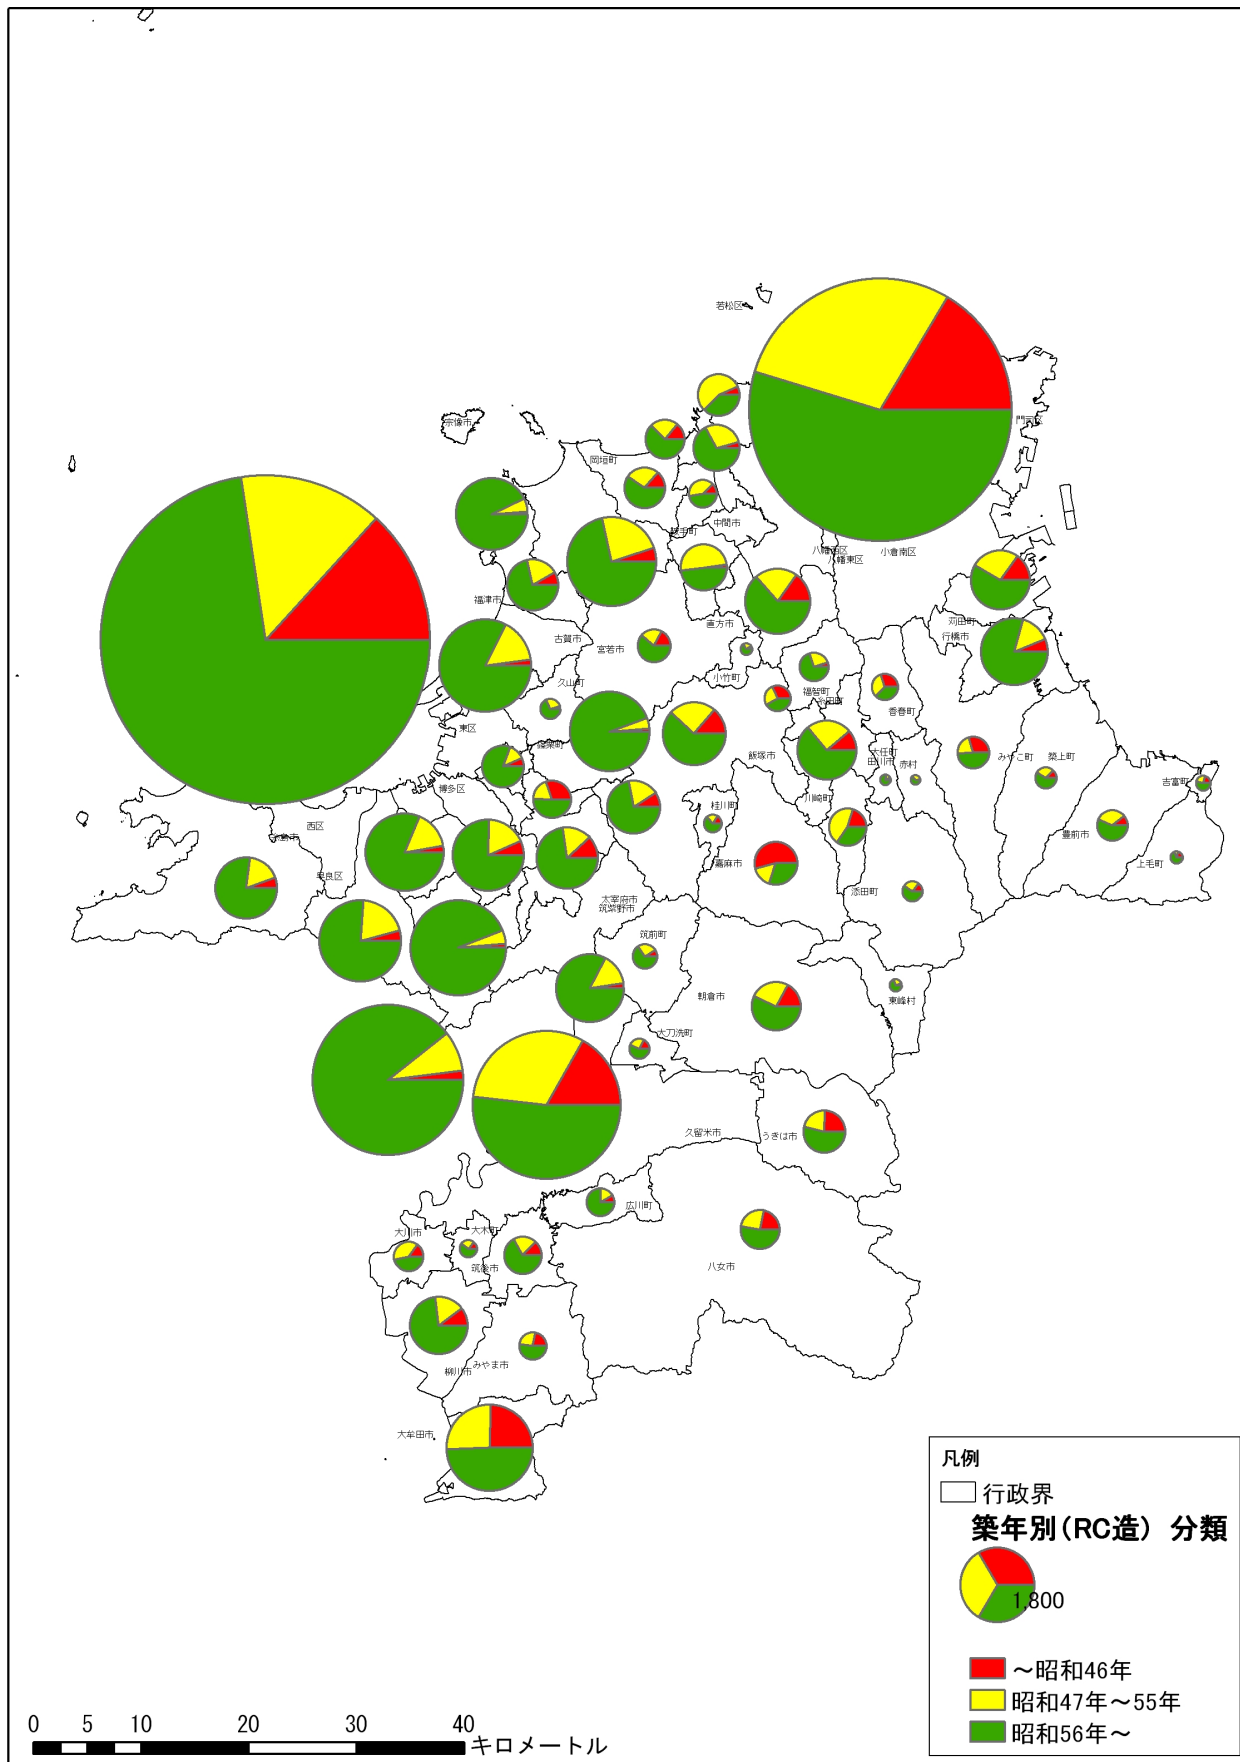 若松区
門司区
宗像市
岡垣町
鞍手町
中間市
八幡西区
八幡東区
小倉南区
福津市
古賀市
宮若市
直方市
小竹町
苅田町
行橋市
久山町
福智町
糸田町
香春町
東区
篠栗町
飯塚市
大任町
田川市
赤村
みやこ町
築上町
吉富町
博多区
西区
糸島市
早良区
桂川町
川崎町
嘉麻市
添田町
豊前市
上毛町
太宰府市
筑紫野市
筑前町
朝倉市
東峰村
大刀洗町
久留米市
うきは市
広川町
大川市
大木町
筑後市
八女市
柳川市
みやま市
大牟田市
凡例
行政界
築年別(RC造) 分類
1,800
～昭和46年
昭和47年～55年
昭和56年～
0 5 10 20 30 40
キロメートル